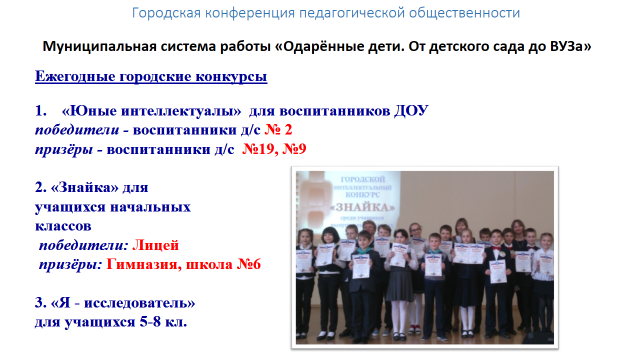 Городская конференция педагогической общественности
Муниципальная система работы «Одарённые дети. От детского сада до ВУЗа»
Ежегодные городские конкурсы
1. «Юные интеллектуалы» для воспитанников ДОУ
победители - воспитанники д/с № 2
призёры - воспитанники д/с №19, №9
2. «Знайка» для
учащихся начальных
классов
победители: Лицей
призёры: Гимназия, школа №6
3. «Я - исследователь»
для учащихся 5-8 кл.
ГОРОДСКОЙ
ИНТЕЛЛЕКТУАЛЬНЫЙ
КОНКУРС
«ЗНАЙКА»
среди учащихся